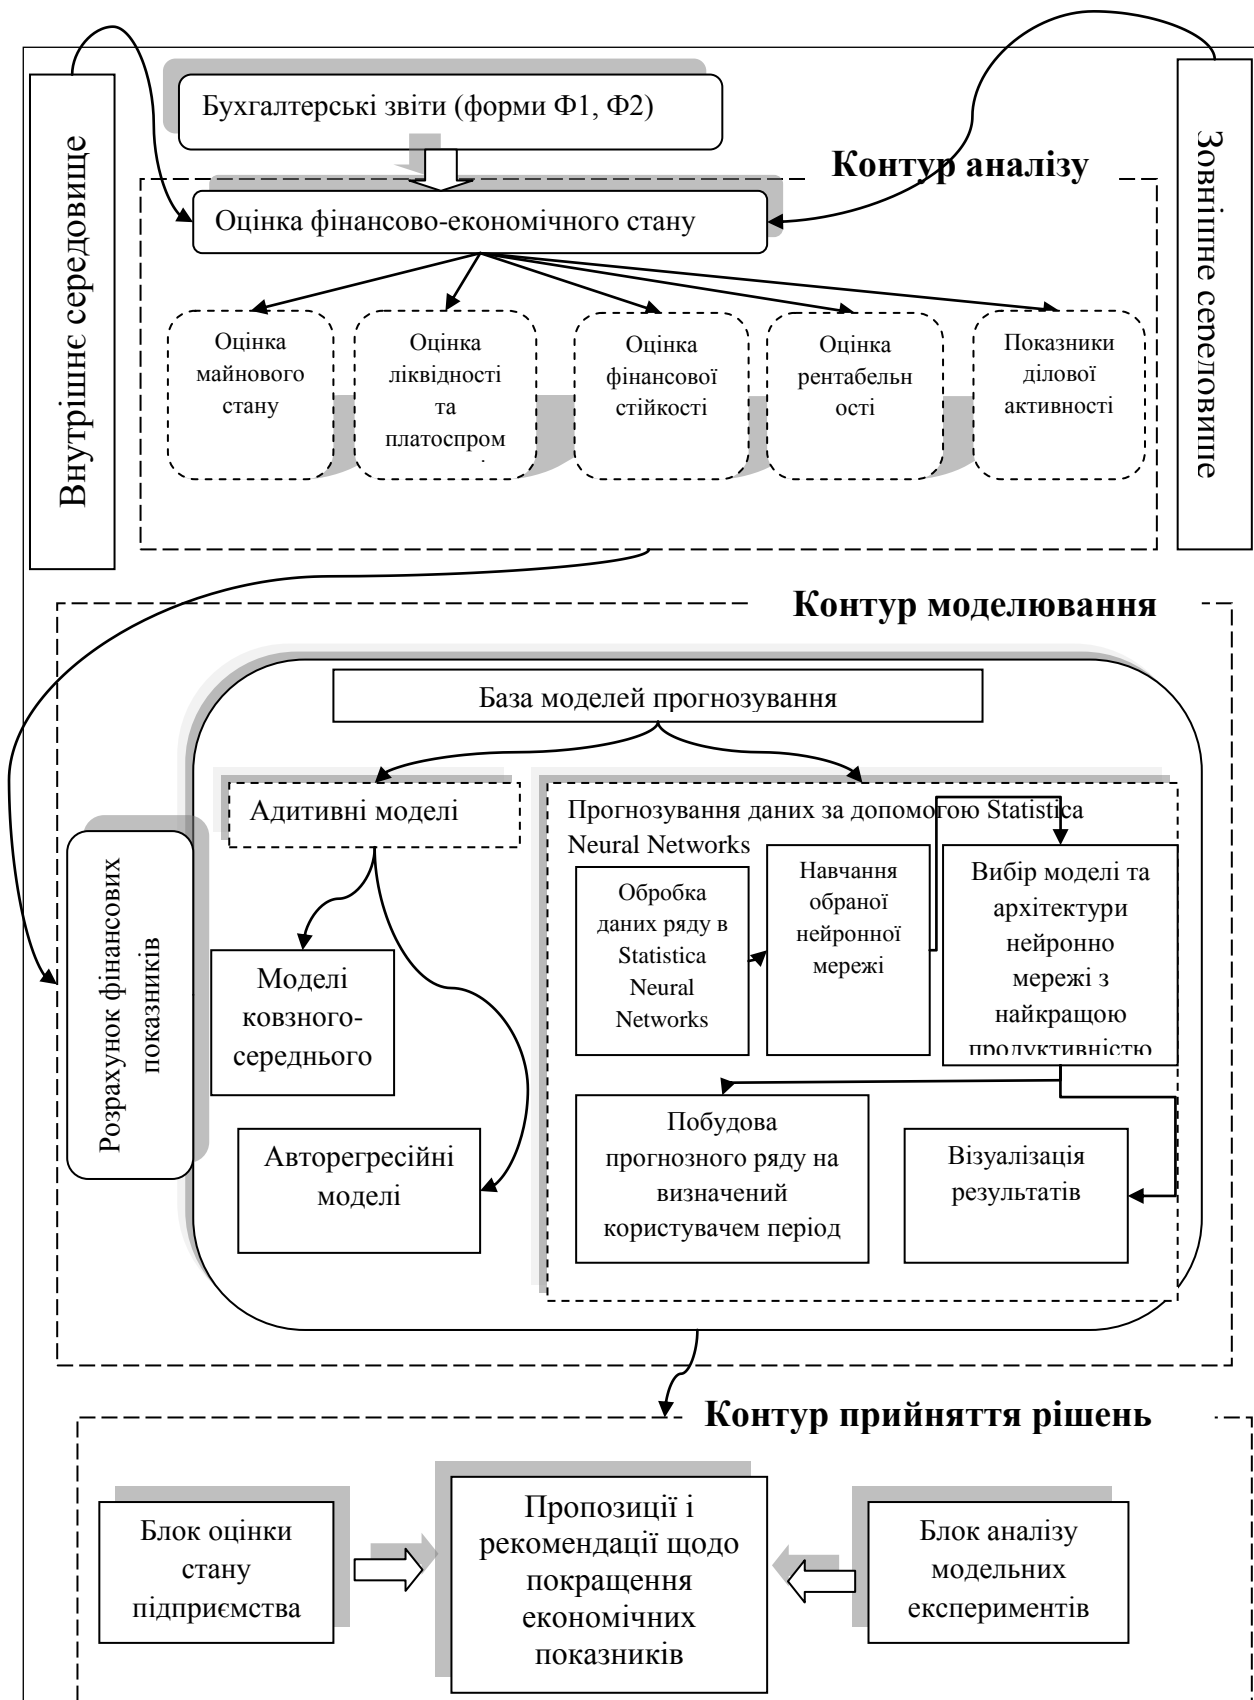 Бухгалтерські звіти (форми Ф1, Ф2)
Внутрішнє середовище
Зовнішнє середовище
Контур аналізу
Оцінка фінансово-економічного стану
Оцінка
майнового
стану
Оцінка
ліквідності
та
платоспром
Оцінка
фінансової
стійкості
Оцінка
рентабельн
ості
Показники
ділової
активності
Контур моделювання
База моделей прогнозування
Адитивні моделі
Прогнозування даних за допомогою Statistica
Neural Networks
Розрахунок фінансових
показників
Моделі
ковзного-
середнього
Авторегресійні
моделі
Обробка
даних ряду в
Statistica
Neural
Networks
Навчання
обраної
нейронної
мережі
Вибір моделі та
архітектури
нейронно
мережі з
найкращою
продуктивністю
Побудова
прогнозного ряду на
визначений
користувачем період
Візуалізація
результатів
Контур прийняття рішень
Блок оцінки
стану
підприємства
Пропозиції і
рекомендації щодо
покращення
економічних
показників
Блок аналізу
модельних
експериментів